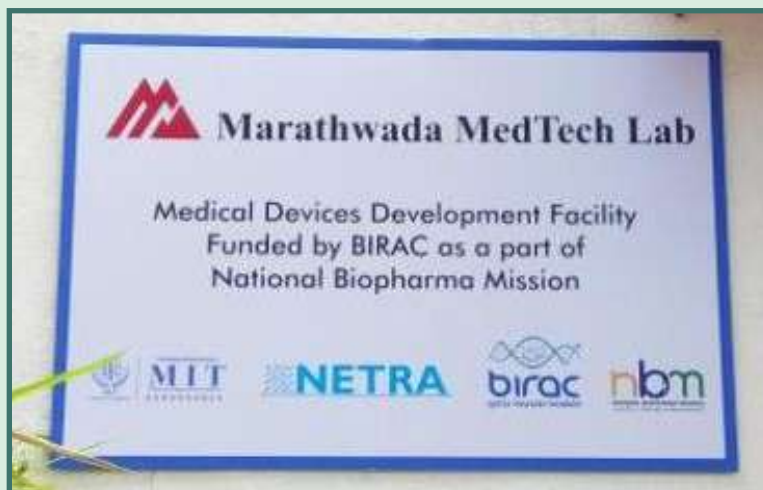 Marathwada MedTech Lab
Medical Devices Development Facility
Funded by BIRAC as a part of
National Biopharma Mission
MIT
NETRA
birac
nbm